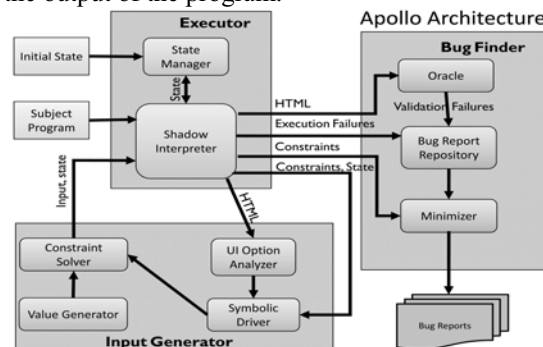 the output of the program.
Executor
Apollo Architecture
Bug Finder
Initial State
State
Manager
Oracle
State
HTML
Validation Failures
Subject
Program
Shadow
Interpreter
Execution Failures
Bug Report
Repository
Constraints
Constraints, State
Input, state
HTML
Minimizer
Constraint
Solver
UI Option
Analyzer
Value Generator
Symbolic
Driver
Bug Reports
Input Generator